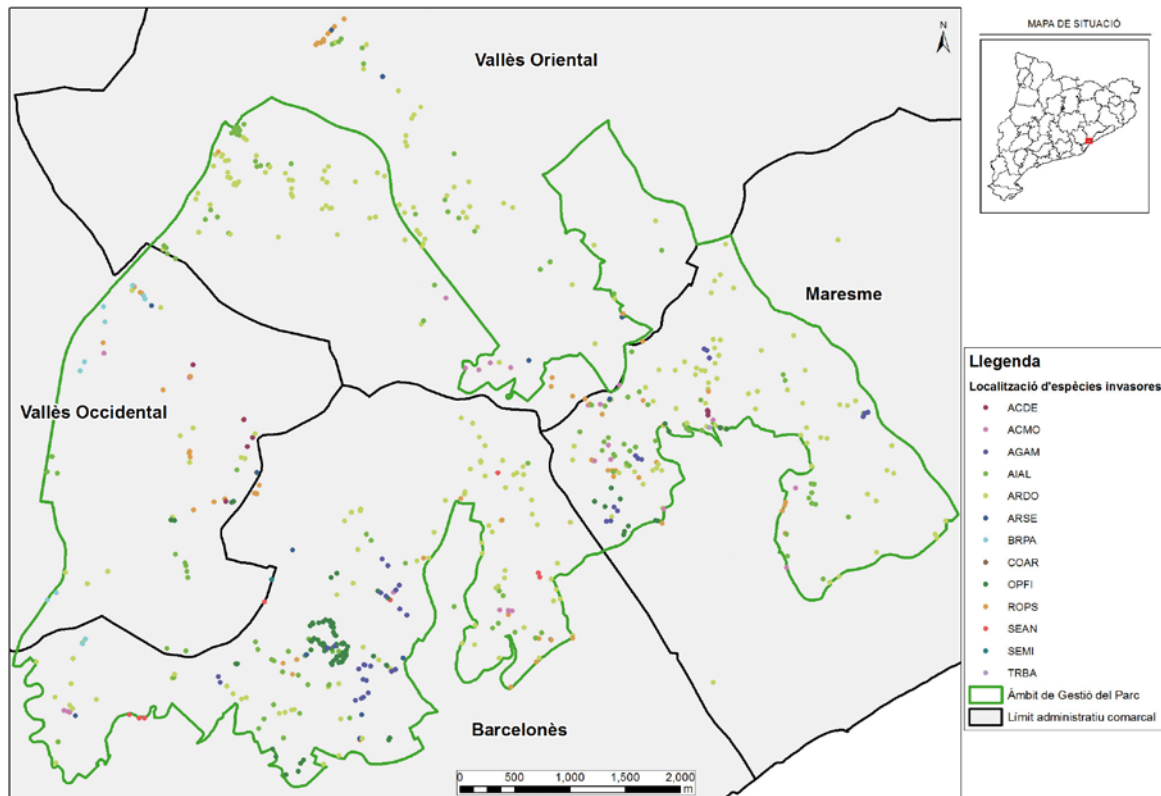 Vallès Oriental
Maresme
Vallès Occidental
Barcelonès
0 500 1,000 1,500 2,000
m
N
MAPA DE SITUACIÓ
Llegenda
Localització d'espècies invasores
ACDE
ACMO
AGAM
AIAL
ARDO
ARSE
BRPA
COAR
OPFI
ROPS
SEAN
SEMI
TRBA
Àmbit de Gestió del Parc
Límit administratiu comarcal